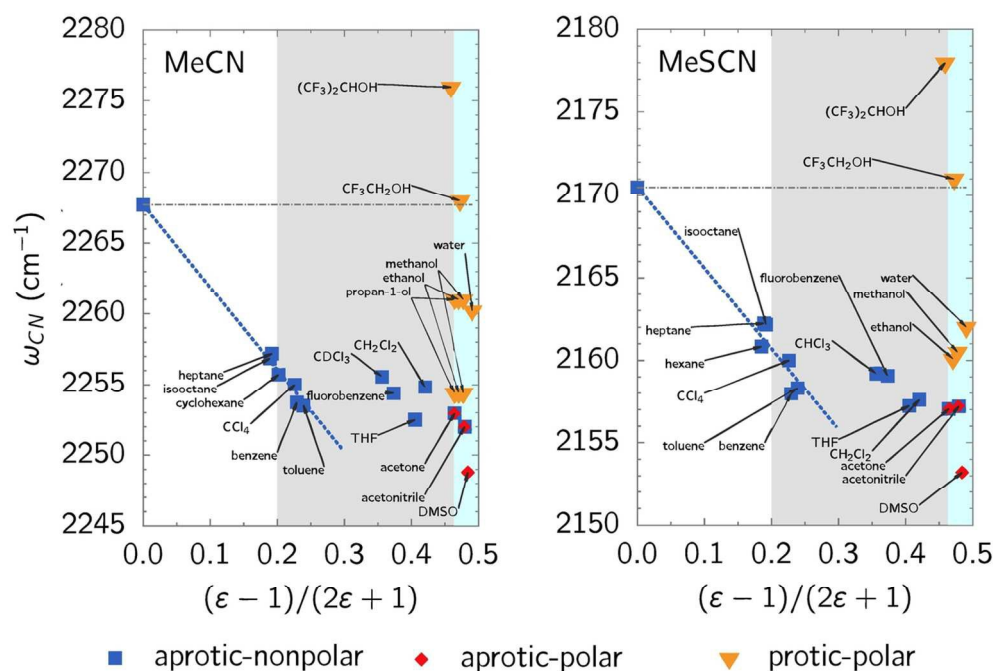 MeCN
ω_CN (cm⁻¹)
2280
2275
2270
2265
2260
2255
2250
2245
(CF₃)₂CHOH
CF₃CH₂OH
water
methanol
ethanol
propan-1-ol
CH₂Cl₂
CDCl₃
heptane
isooctane
cyclohexane
fluorobenzene
CCl₄
THF
benzene
toluene
acetone
acetonitrile
DMSO
0.0 0.1 0.2 0.3 0.4 0.5
(ε − 1)/(2ε + 1)
MeSCN
2180
2175
2170
2165
2160
2155
2150
(CF₃)₂CHOH
CF₃CH₂OH
isooctane
fluorobenzene
water
methanol
heptane
ethanol
CHCl₃
hexane
CCl₄
toluene
benzene
THF
CH₂Cl₂
acetone
acetonitrile
DMSO
0.0 0.1 0.2 0.3 0.4 0.5
(ε − 1)/(2ε + 1)
aprotic-nonpolar aprotic-polar protic-polar